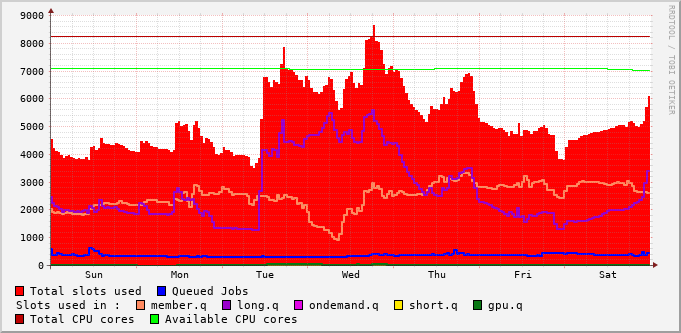 RRDTOOL / TOBI OETIKER
9000
8000
7000
6000
5000
4000
3000
2000
1000
0
Sun Mon Tue Wed Thu Fri Sat
Total slots used Queued Jobs
Slots used in : member.q long.q ondemand.q short.q gpu.q
Total CPU cores Available CPU cores